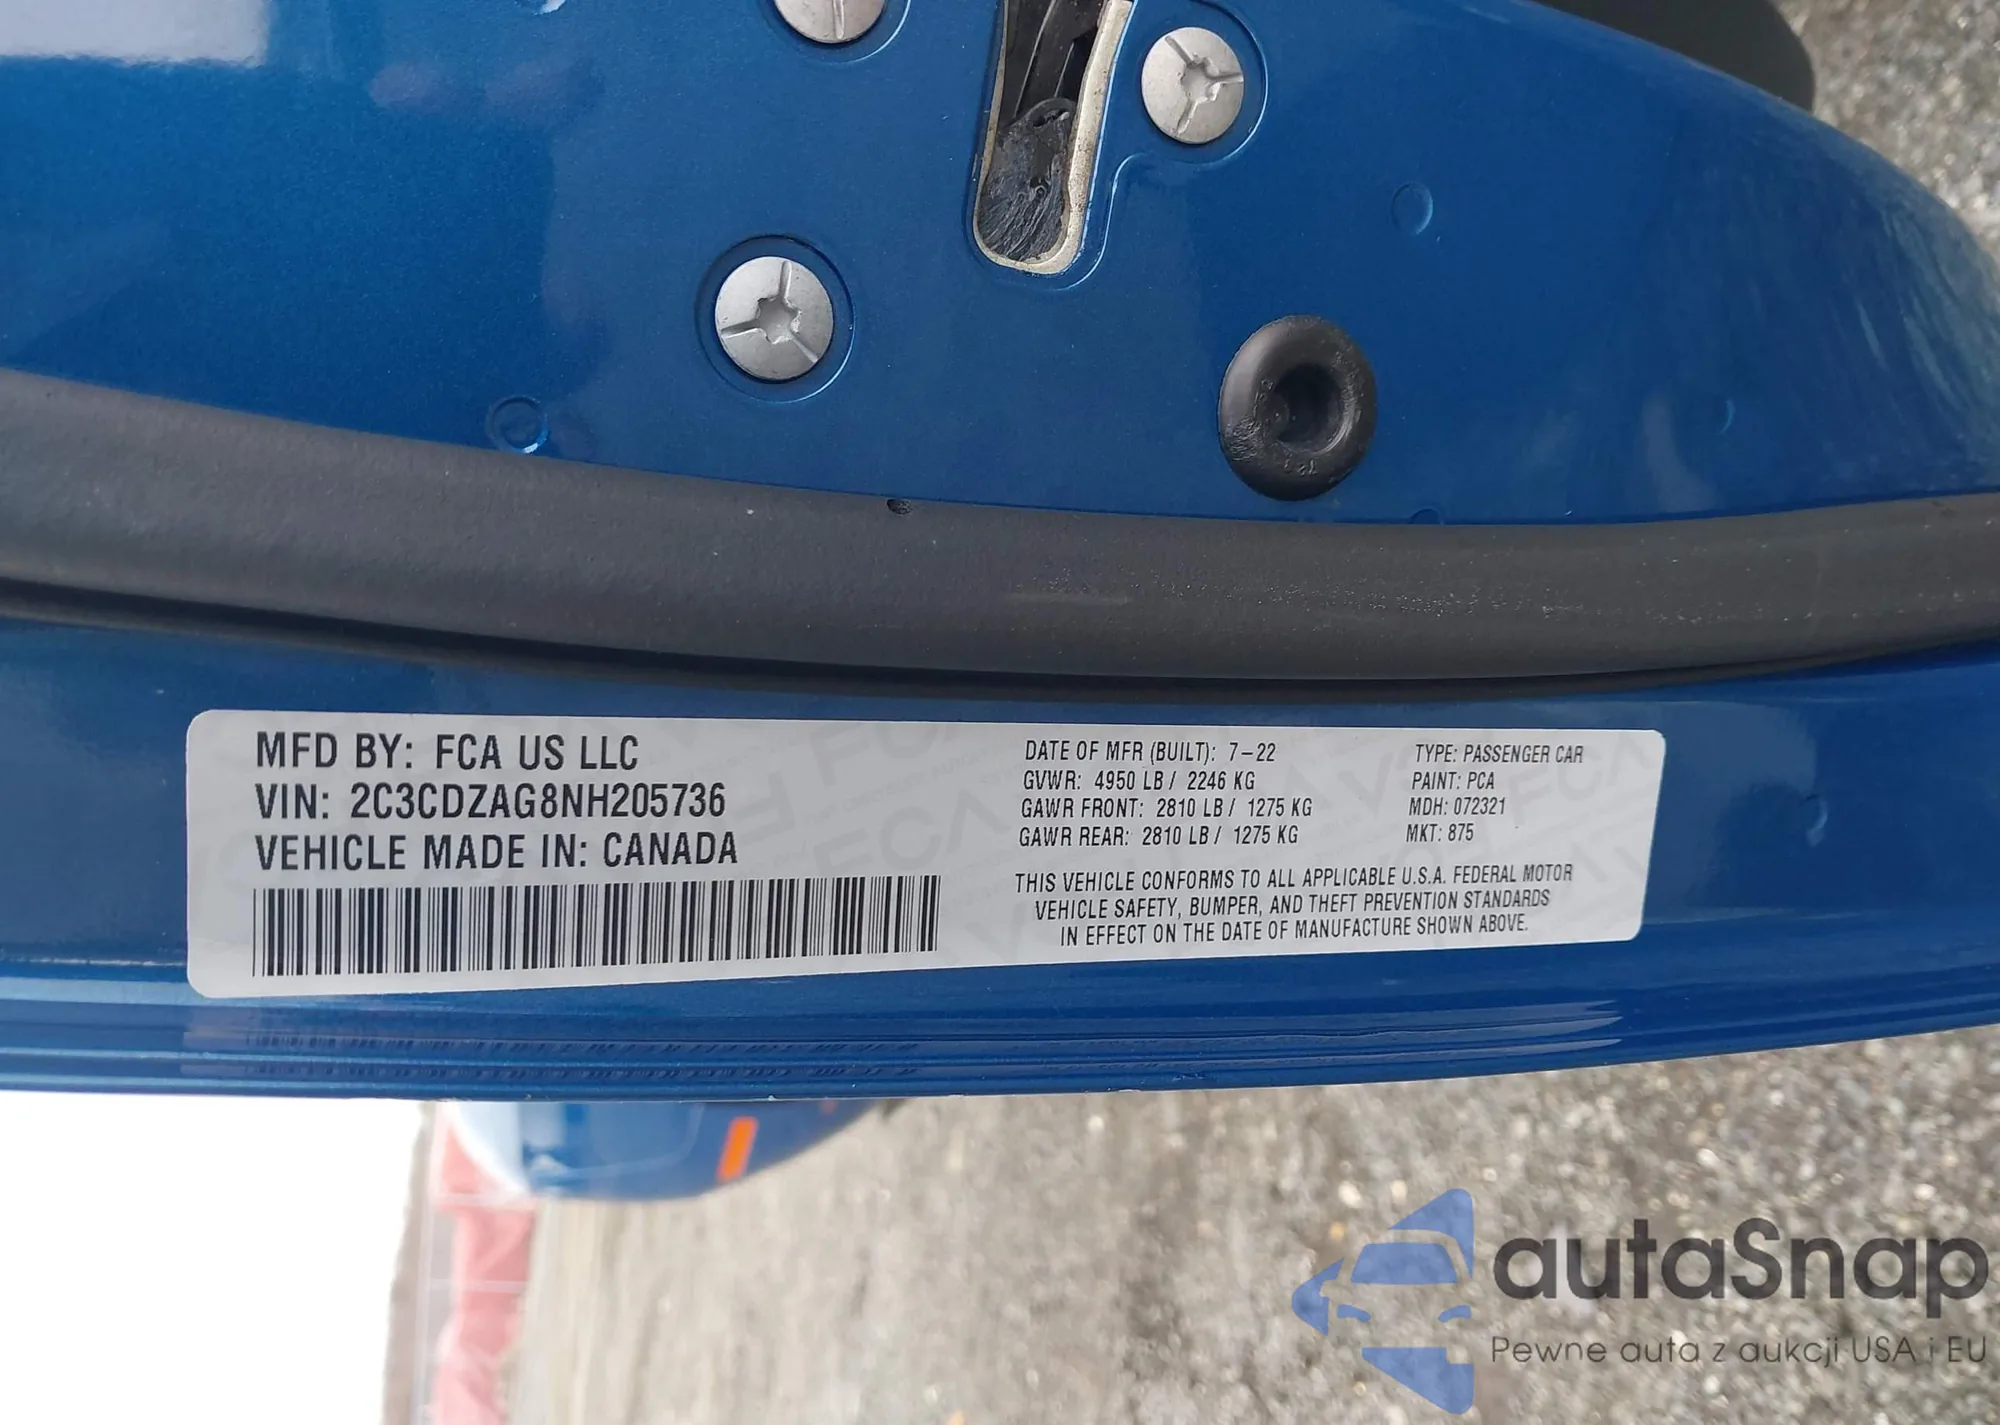 MFD BY: FCA US LLC
VIN: 2C3CDZAG8NH205736
VEHICLE MADE IN: CANADA
DATE OF MFR (BUILT): 7-22
GVWR: 4950 LB / 2246 KG
GAWR FRONT: 2810 LB / 1275 KG
GAWR REAR: 2810 LB / 1275 KG
TYPE: PASSENGER CAR
PAINT: PCA
MDH: 072321
MKT: 875
THIS VEHICLE CONFORMS TO ALL APPLICABLE U.S.A. FEDERAL MOTOR
VEHICLE SAFETY, BUMPER, AND THEFT PREVENTION STANDARDS
IN EFFECT ON THE DATE OF MANUFACTURE SHOWN ABOVE.
autaSnap
Pewne auta z aukcji USA i EU